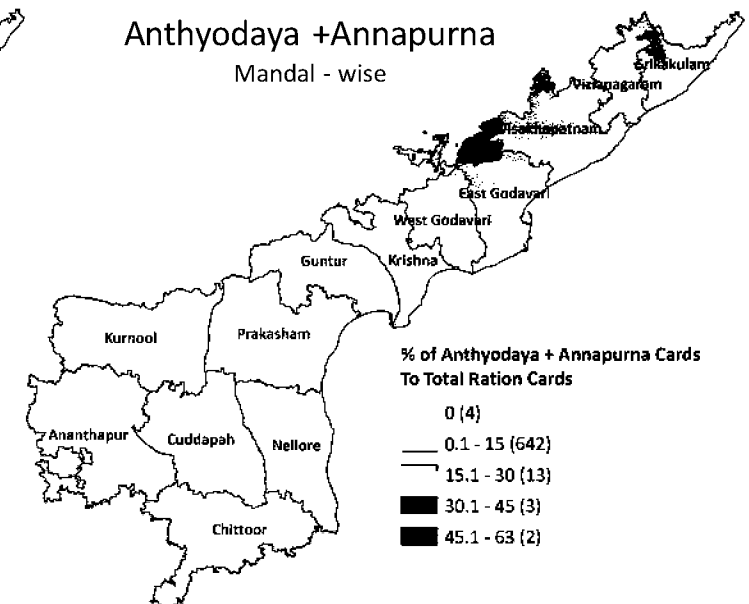 Anthyodaya +Annapurna
Mandal - wise
Srikakulam
Vizianagaram
Visakhapatnam
East Godavari
West Godavari
Krishna
Guntur
Prakasham
Kurnool
Ananthapur
Cuddapah
Nellore
Chittoor
% of Anthyodaya + Annapurna Cards
To Total Ration Cards
0 (4)
0.1 - 15 (642)
15.1 - 30 (13)
30.1 - 45 (3)
45.1 - 63 (2)